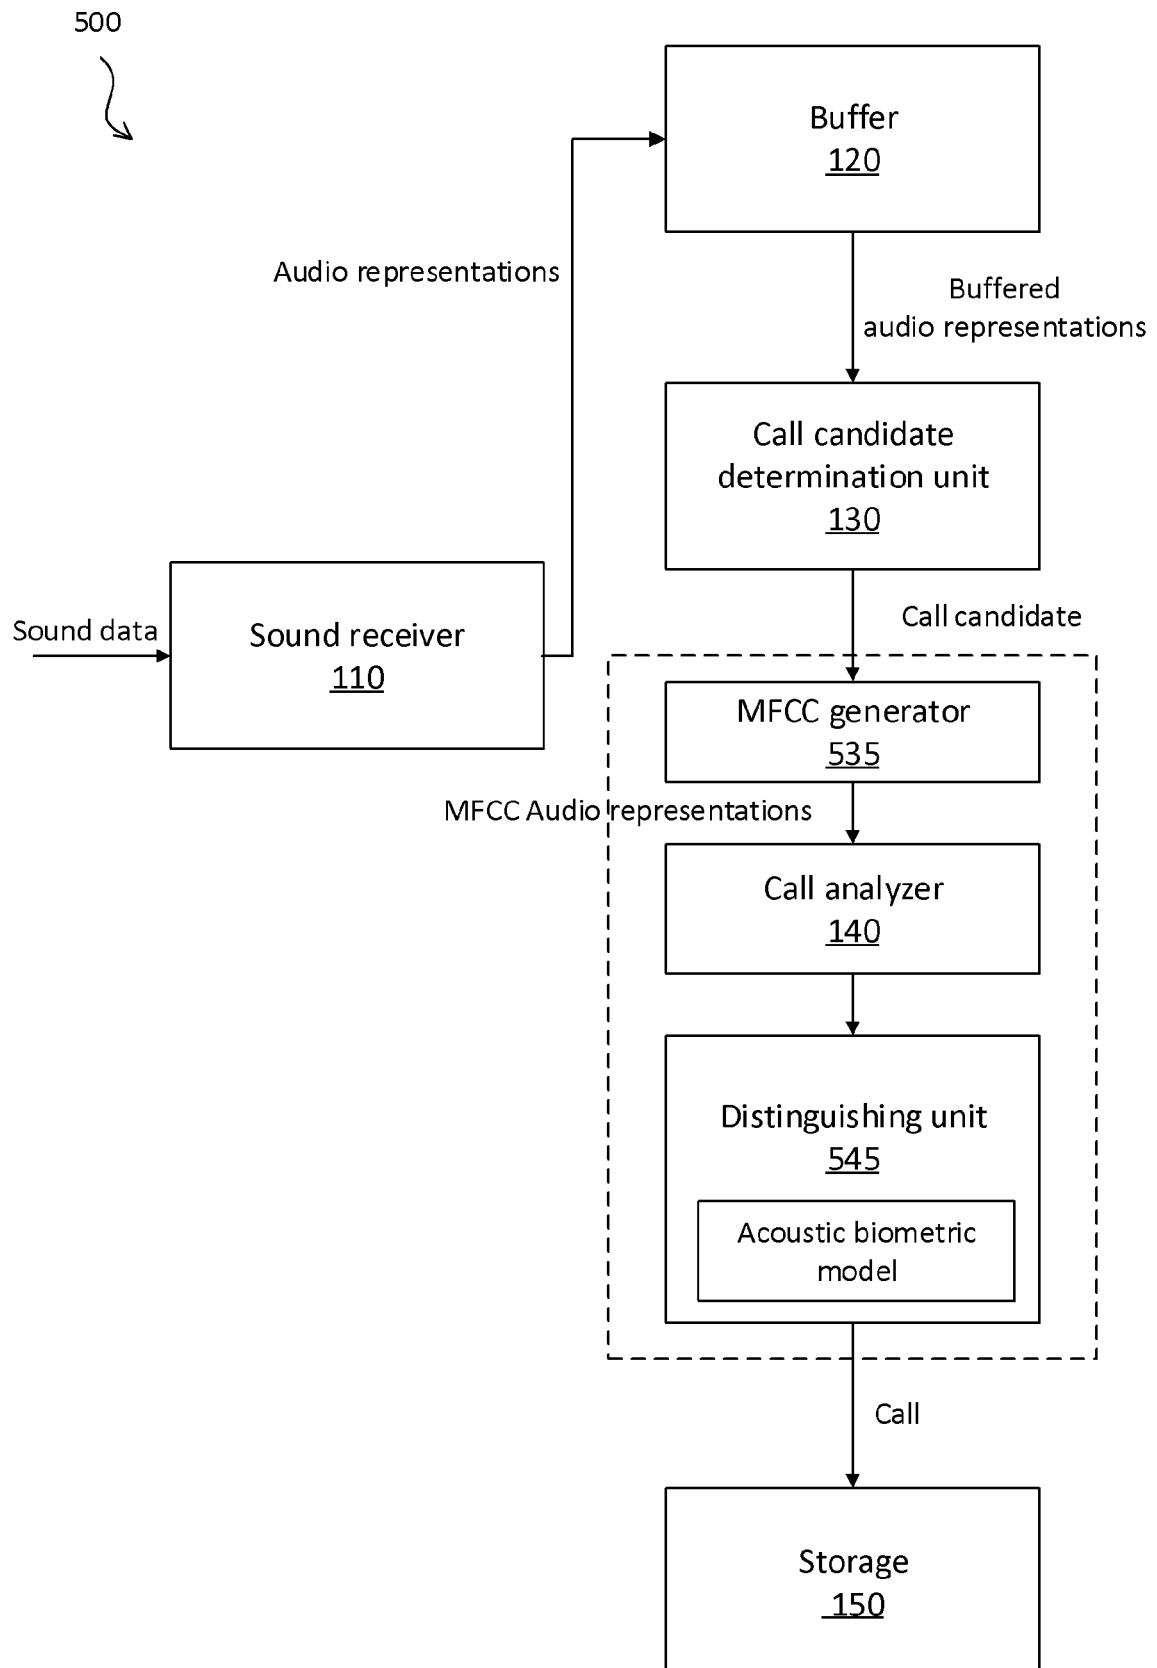 500
Buffer
120
Audio representations
Buffered
audio representations
Call candidate
determination unit
130
Call candidate
Sound data
Sound receiver
110
MFCC generator
535
MFCC Audio representations
Call analyzer
140
Distinguishing unit
545
Acoustic biometric
model
Call
Storage
150